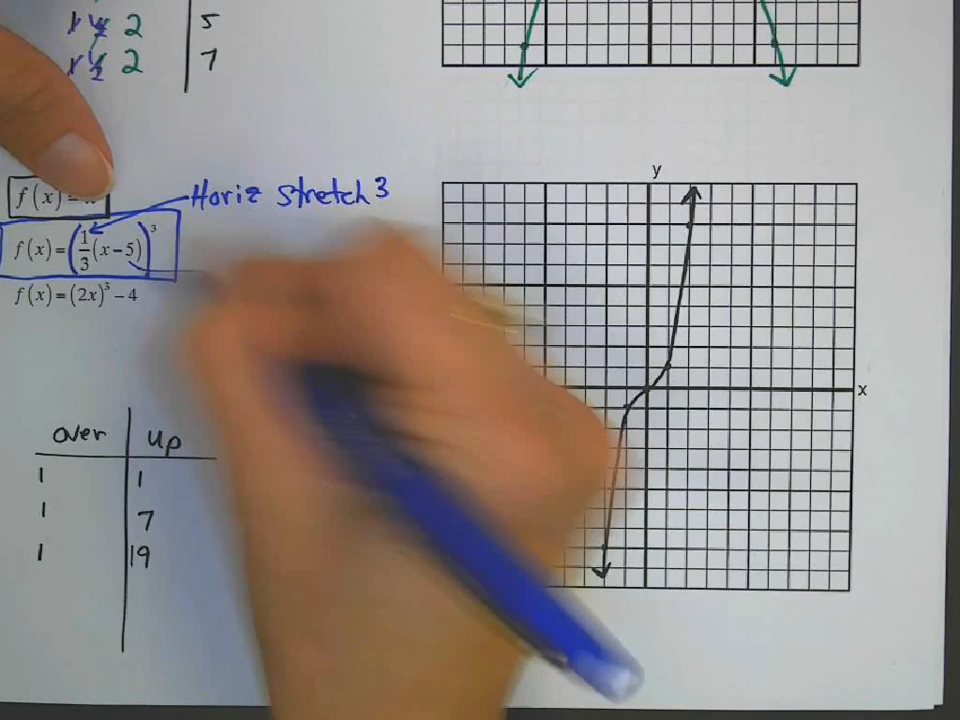 2 | 5
2 | 7
y
f(x) =
Horiz stretch 3
f(x) = (1/3(x−5))³
f(x) = (2x)³ − 4
x
over | up
1 | 1
1 | 7
1 | 19